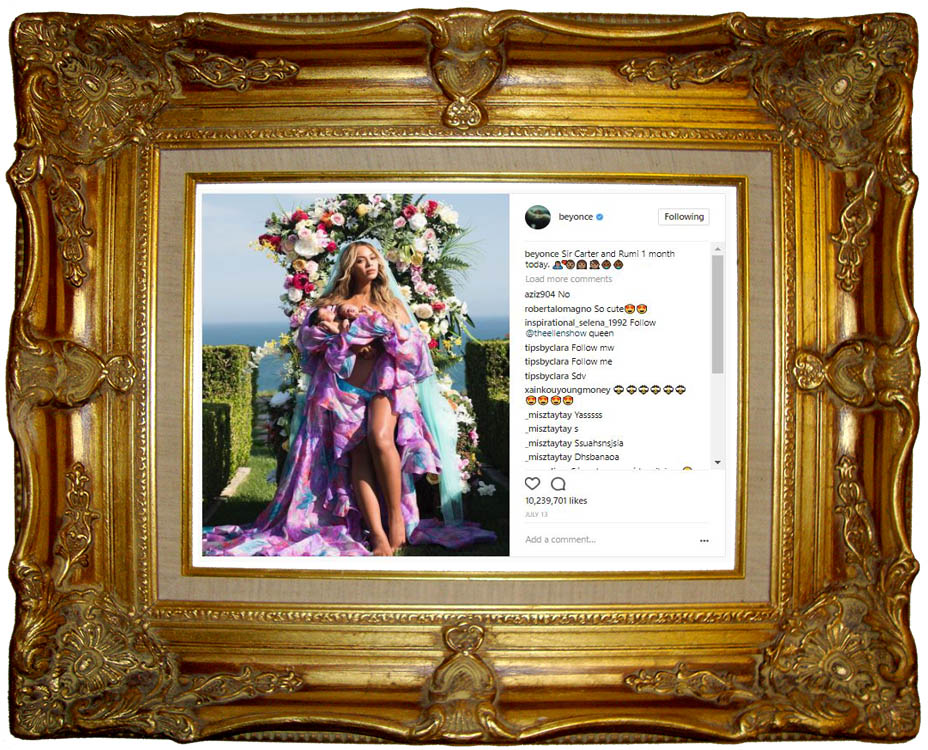 beyonce
Following
beyonce Sir Carter and Rumi 1 month
today. 
Load more comments
aziz904 No
robertalomagno So cute😍😍
inspirational_selena_1992 Follow
@theellenshow queen
tipsbyclara Follow mw
tipsbyclara Follow me
tipsbyclara Sdv
xainkouyoungmoney
😍😍😍😍
_misztaytay Yasssss
_misztaytay s
_misztaytay Ssuahsnsjsia
_misztaytay Dhsbanaoa
10,239,701 likes
JULY 13
Add a comment...